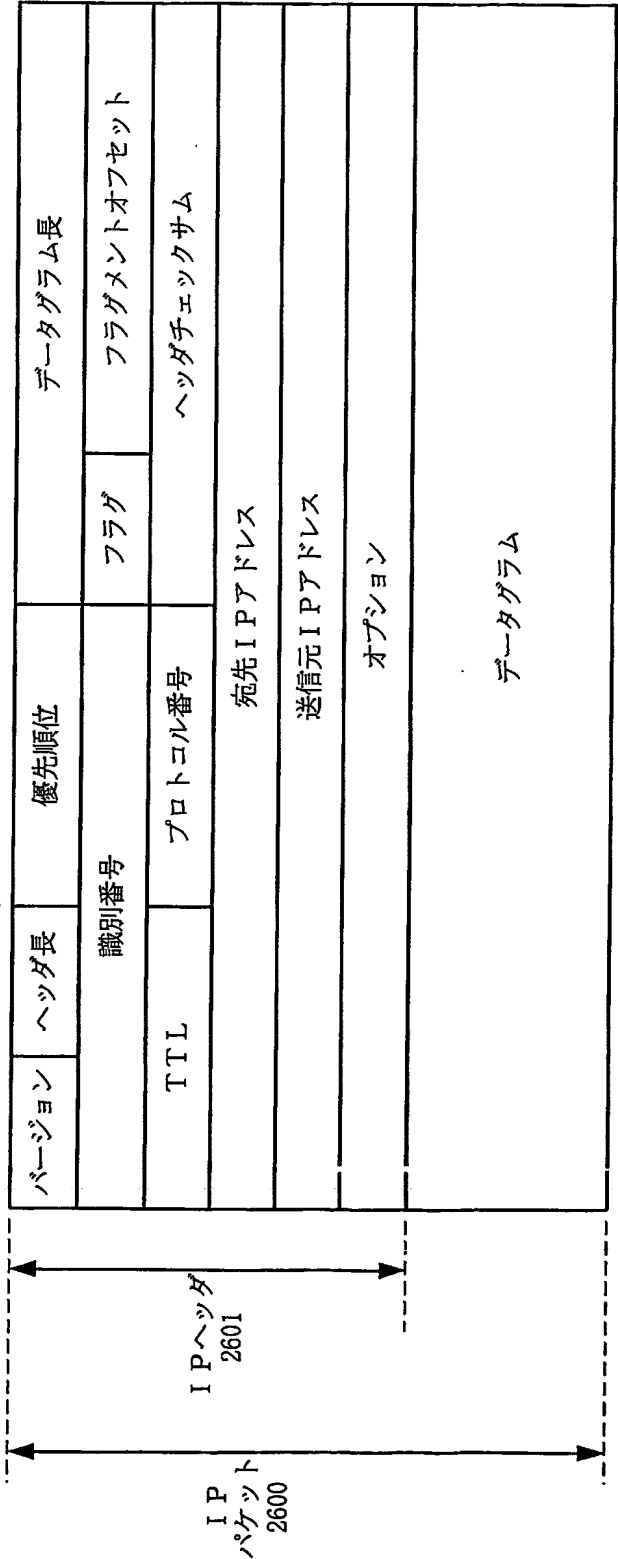 バージョン
ヘッダ長
優先順位
データグラム長
識別番号
フラグ
フラグメントオフセット
TTL
プロトコル番号
ヘッダチェックサム
宛先IPアドレス
送信元IPアドレス
オプション
データグラム
IPヘッダ
2601
IP
パケット
2600